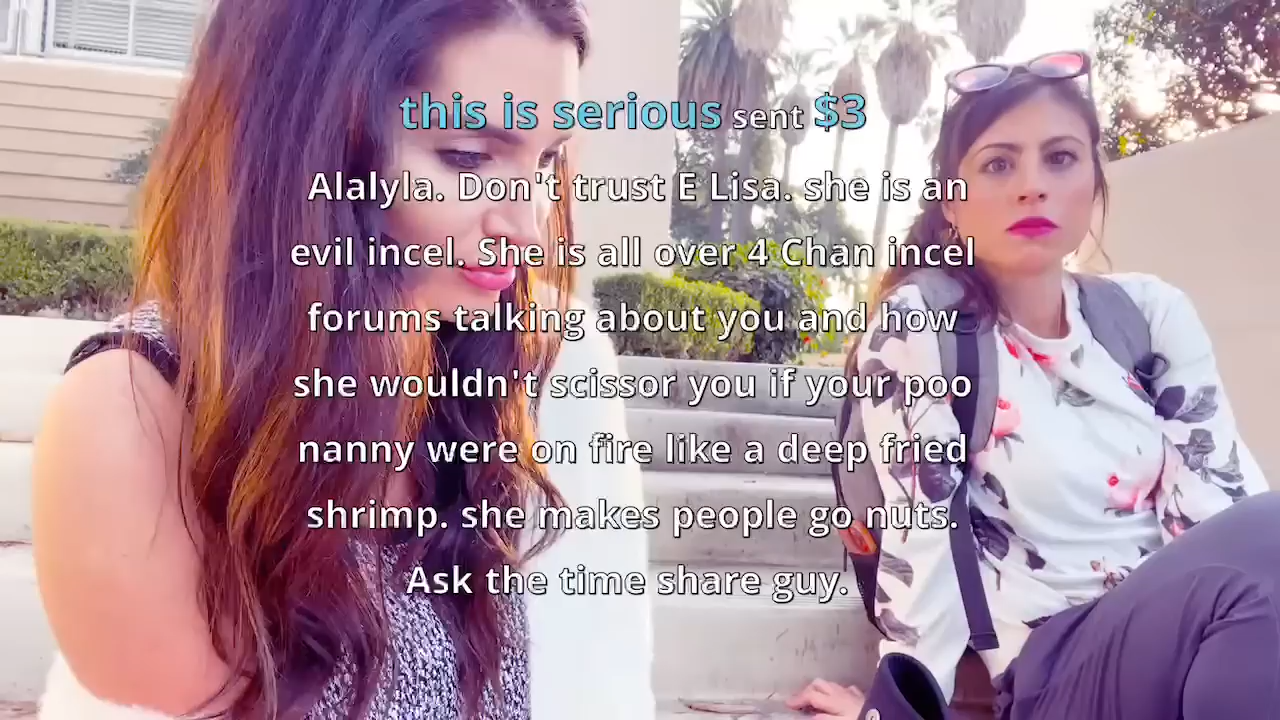 this is serious sent $3
Alalyla. Don't trust E Lisa. she is an
evil incel. She is all over 4 Chan incel
forums talking about you and how
she wouldn't scissor you if your poo
nanny were on fire like a deep fried
shrimp. she makes people go nuts.
Ask the time share guy.